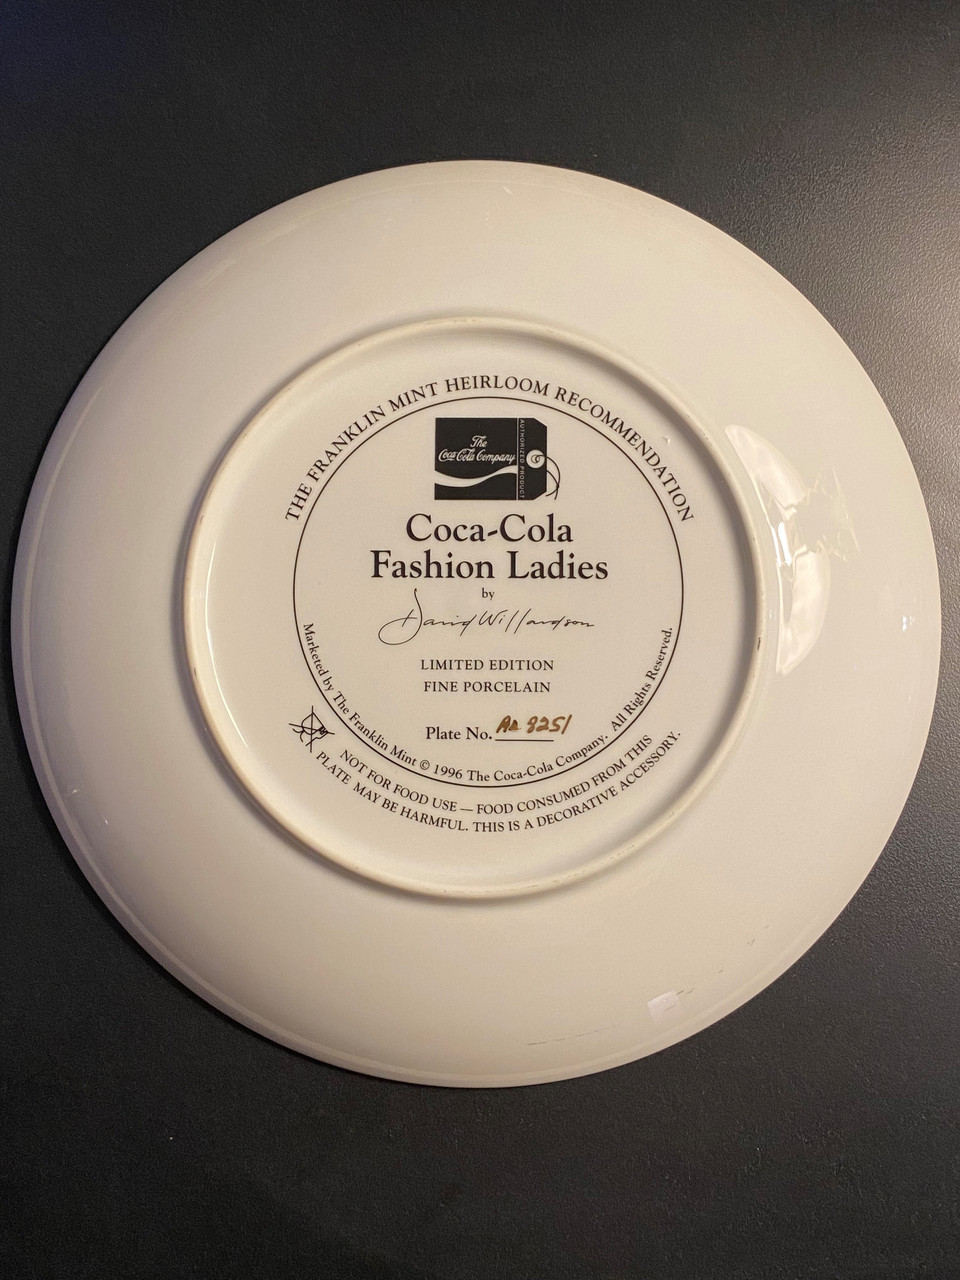 THE FRANKLIN MINT HEIRLOOM RECOMMENDATION
The
Coca-Cola Company
AUTHORIZED PRODUCT
Coca-Cola
Fashion Ladies
by
David Willardson
LIMITED EDITION
FINE PORCELAIN
Plate No. 8251
Marketed by The Franklin Mint © 1996 The Coca-Cola Company. All Rights Reserved.
NOT FOR FOOD USE — FOOD CONSUMED FROM THIS
PLATE MAY BE HARMFUL. THIS IS A DECORATIVE ACCESSORY.